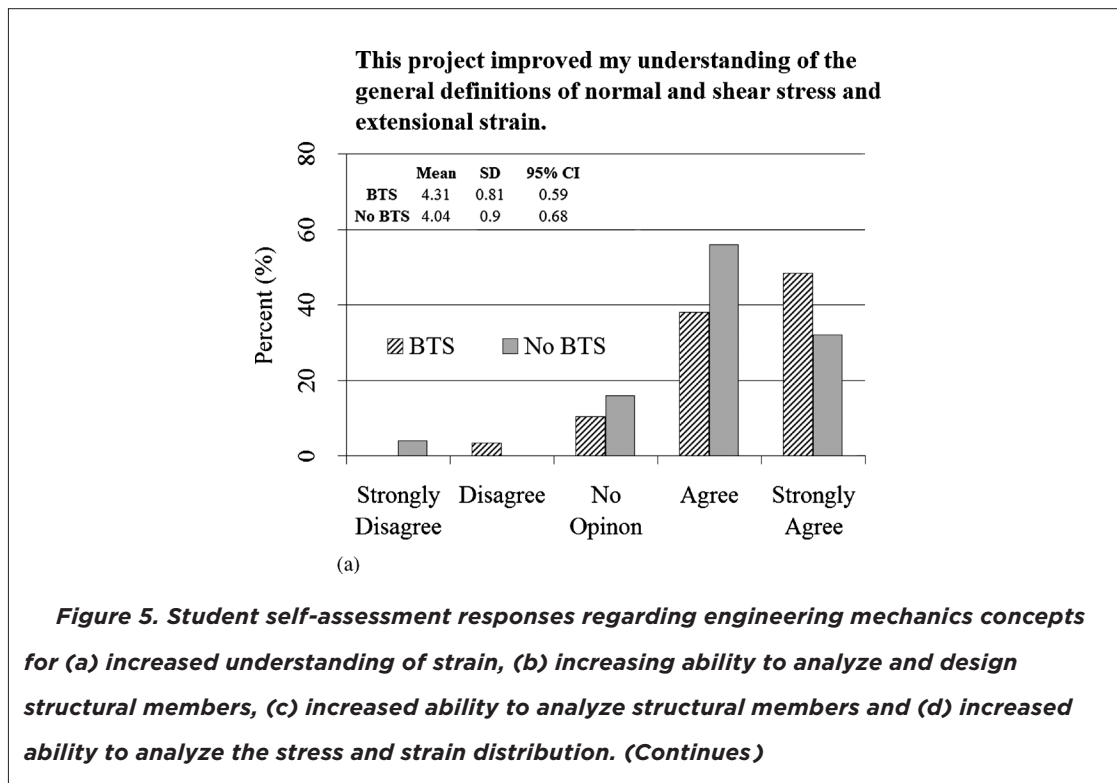 This project improved my understanding of the
general definitions of normal and shear stress and
extensional strain.
80
Mean SD 95% CI
BTS 4.31 0.81 0.59
No BTS 4.04 0.9 0.68
60
Percent (%)
40
BTS No BTS
20
0
Strongly Disagree No Agree Strongly
Disagree Opinon Agree
(a)
Figure 5. Student self-assessment responses regarding engineering mechanics concepts
for (a) increased understanding of strain, (b) increasing ability to analyze and design
structural members, (c) increased ability to analyze structural members and (d) increased
ability to analyze the stress and strain distribution. (Continues)